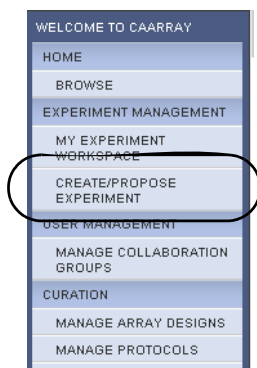 WELCOME TO CAARRAY
HOME
BROWSE
EXPERIMENT MANAGEMENT
MY EXPERIMENT
WORKSPACE
CREATE/PROPOSE
EXPERIMENT
USER MANAGEMENT
MANAGE COLLABORATION
GROUPS
CURATION
MANAGE ARRAY DESIGNS
MANAGE PROTOCOLS